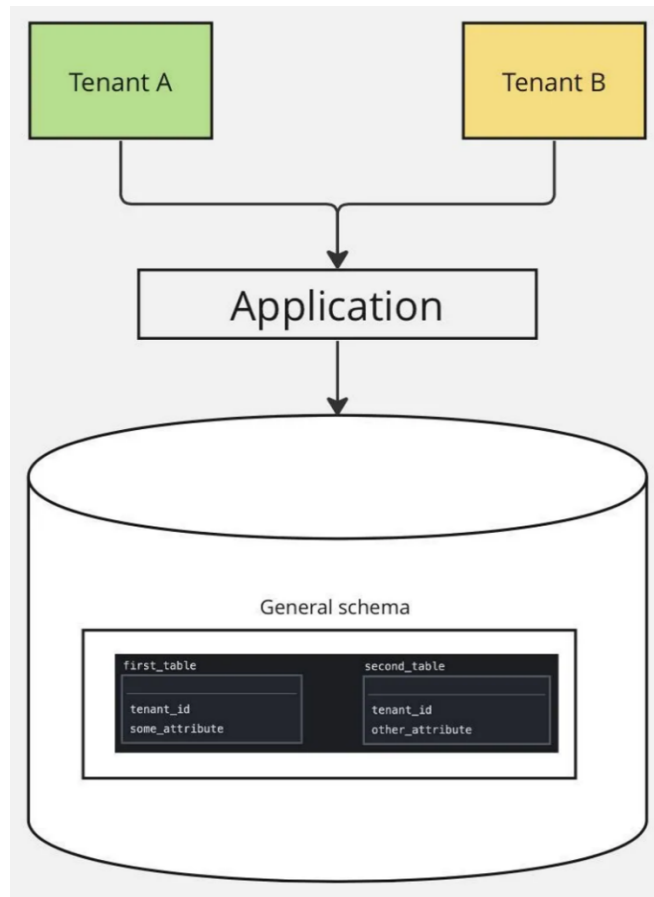 Tenant A
Tenant B
Application
General schema
first_table
tenant_id
some_attribute
second_table
tenant_id
other_attribute